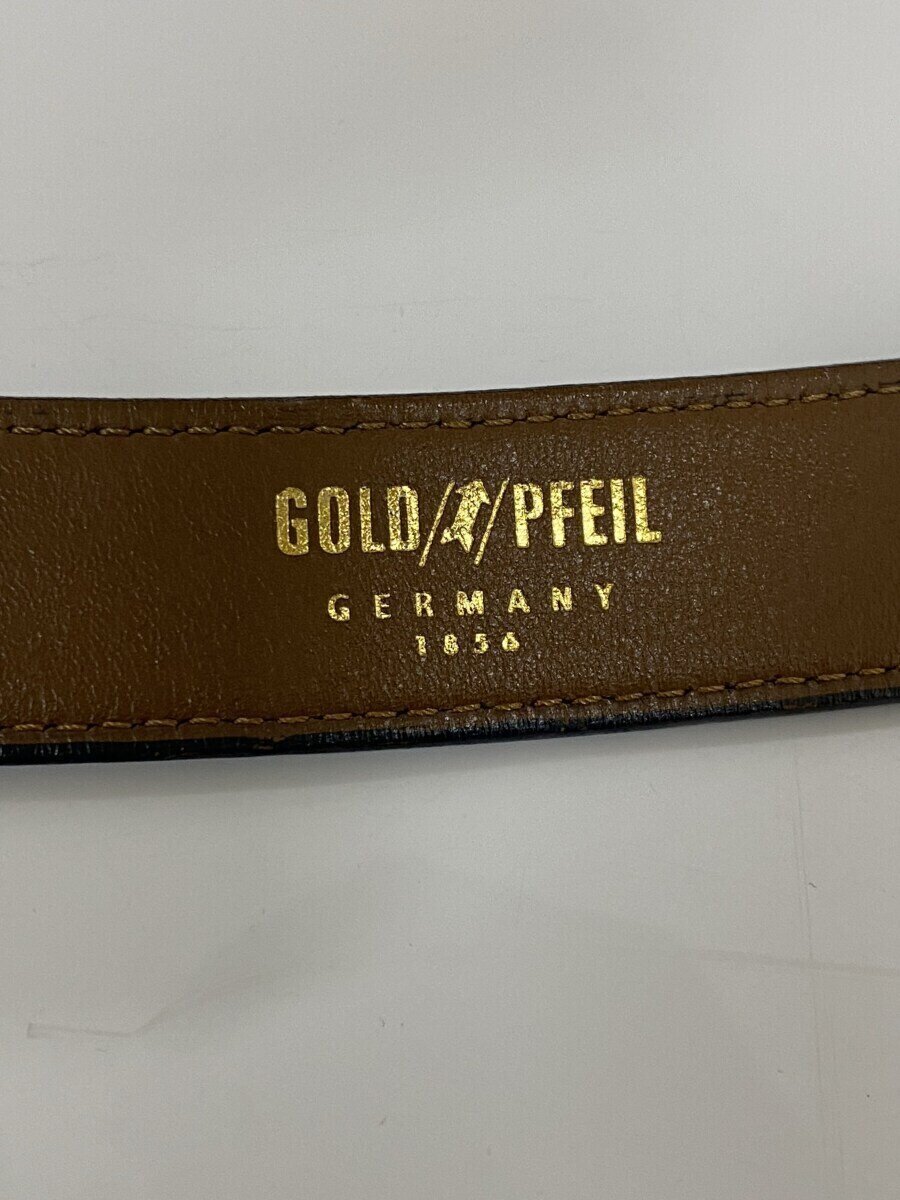 GOLD/ /PFEIL
GERMANY
1856